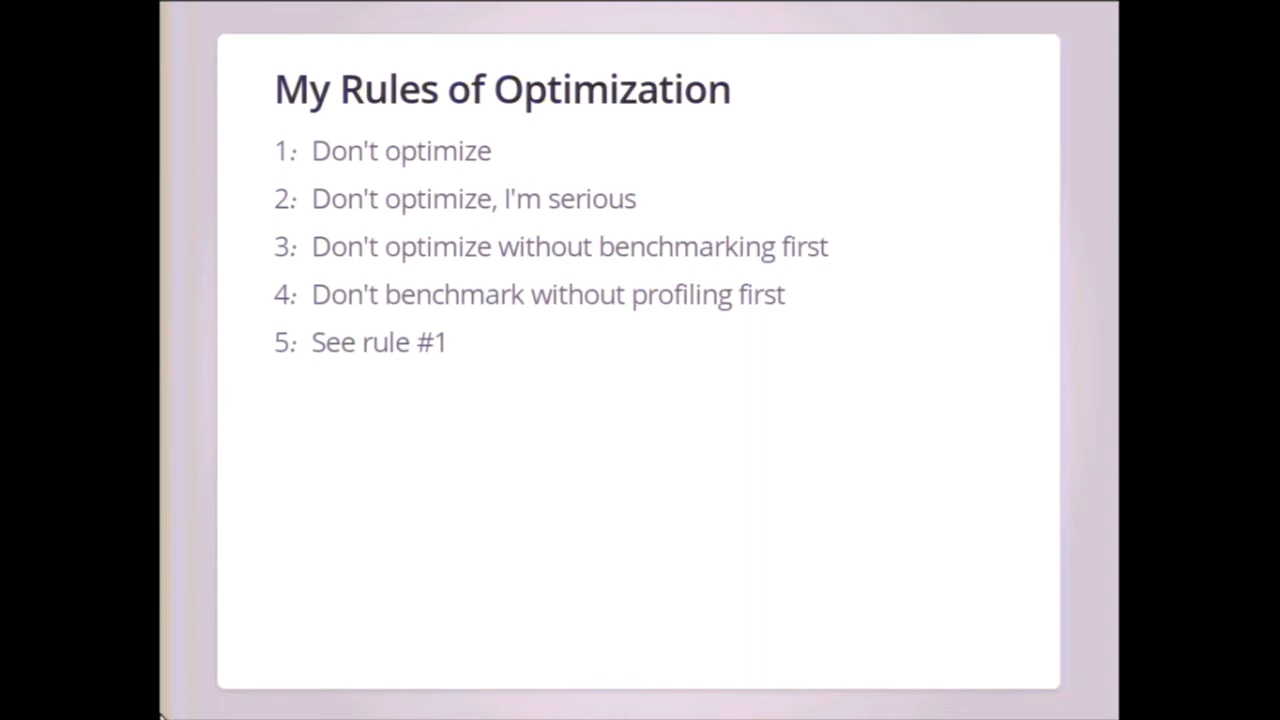 My Rules of Optimization
1: Don't optimize
2: Don't optimize, I'm serious
3: Don't optimize without benchmarking first
4: Don't benchmark without profiling first
5: See rule #1